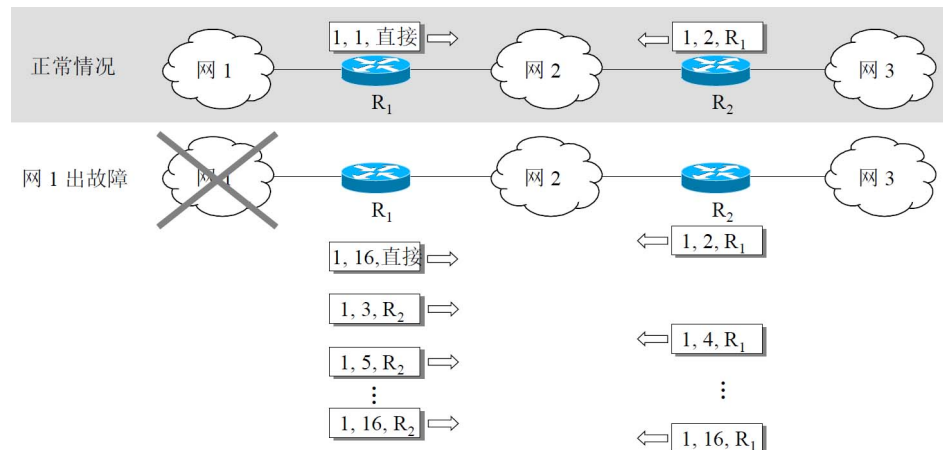 1, 1, 直接
1, 2, R₁
正常情况
网 1
网 2
网 3
R₁
R₂
网 1 出故障
网 1
网 2
网 3
R₁
R₂
1, 2, R₁
1, 16,直接
1, 3, R₂
1, 4, R₁
1, 5, R₂
⋮
⋮
1, 16, R₂
1, 16, R₁